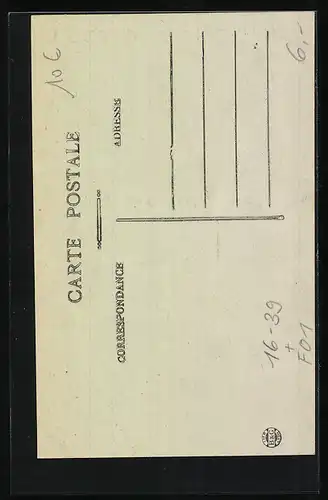 10€
CARTE POSTALE
CORRESPONDANCE
ADRESSE
6,-
16-39
+
F01
B&G